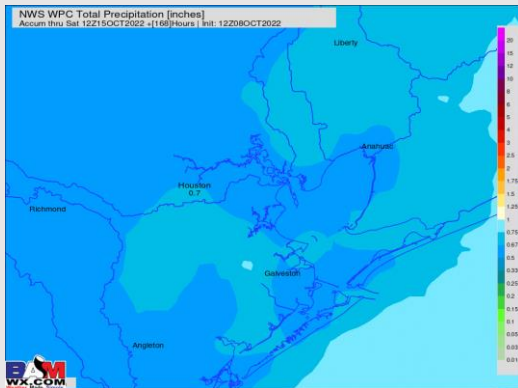 NWS WPC Total Precipitation [inches]
Accum thru Sat 12Z15OCT2022 +[168]Hours | Init: 12Z08OCT2022
Liberty
Anahuac
Houston
0.7
Richmond
Galveston
Angleton
20
15
10
9
8
6
5
4
3
2.5
2
1.75
1.5
1.25
1
0.75
0.67
0.5
0.33
0.25
0.2
0.15
0.1
0.05
0.03
0.01
BAM
WX.COM